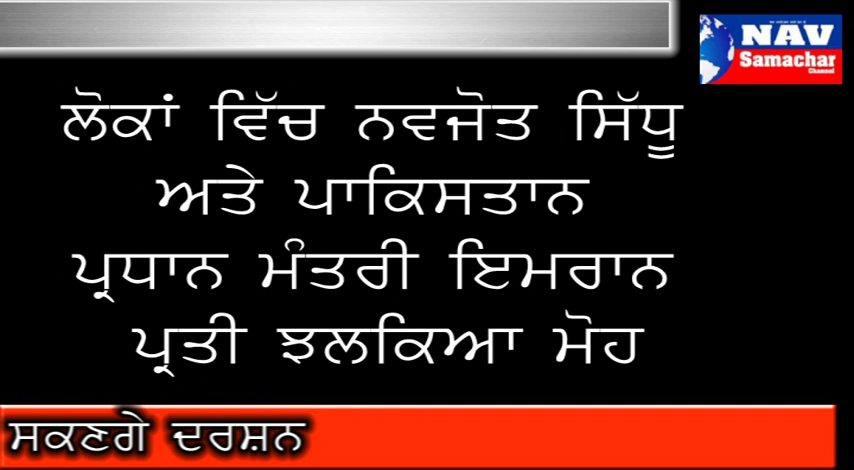 NAV
Samachar
Channel
ਲੋਕਾਂ ਵਿੱਚ ਨਵਜੋਤ ਸਿੱਧੂ
ਅਤੇ ਪਾਕਿਸਤਾਨ
ਪ੍ਰਧਾਨ ਮੰਤਰੀ ਇਮਰਾਨ
ਪ੍ਰਤੀ ਝਲਕਿਆ ਮੋਹ
ਸਕਣਗੇ ਦਰਸ਼ਨ